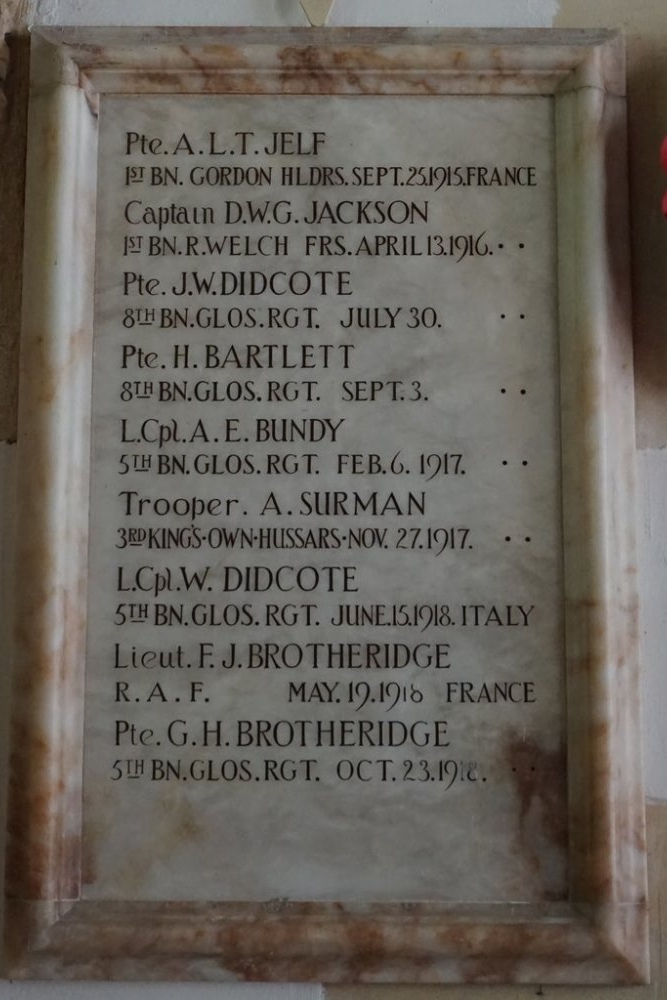 Pte. A. L. T. JELF
1ST BN. GORDON HLDRS. SEPT. 25.1915. FRANCE
Captain D.W.G. JACKSON
1ST BN. R. WELCH FRS. APRIL 13.1916. · ·
Pte. J.W. DIDCOTE
8TH BN. GLOS. RGT. JULY 30. · ·
Pte. H. BARTLETT
8TH BN. GLOS. RGT. SEPT. 3. · ·
L.Cpl. A. E. BUNDY
5TH BN. GLOS. RGT. FEB. 6. 1917. · ·
Trooper. A. SURMAN
3RD KING'S·OWN·HUSSARS·NOV. 27.1917. · ·
L.Cpl. W. DIDCOTE
5TH BN. GLOS. RGT. JUNE.15.1918. ITALY
Lieut. F. J. BROTHERIDGE
R. A. F. MAY. 19.1918 FRANCE
Pte. G. H. BROTHERIDGE
5TH BN. GLOS. RGT. OCT. 23.1918. · ·